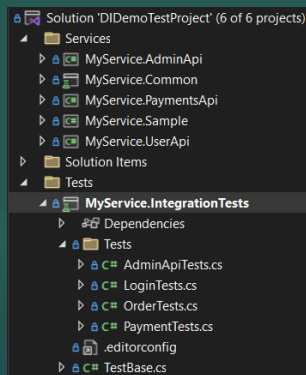 Solution 'DIDemoTestProject' (6 of 6 projects)
Services
C# MyService.AdminApi
MyService.Common
C# MyService.PaymentsApi
C# MyService.Sample
C# MyService.UserApi
Solution Items
Tests
MyService.IntegrationTests
Dependencies
Tests
C# AdminApiTests.cs
C# LoginTests.cs
C# OrderTests.cs
C# PaymentTests.cs
.editorconfig
C# TestBase.cs